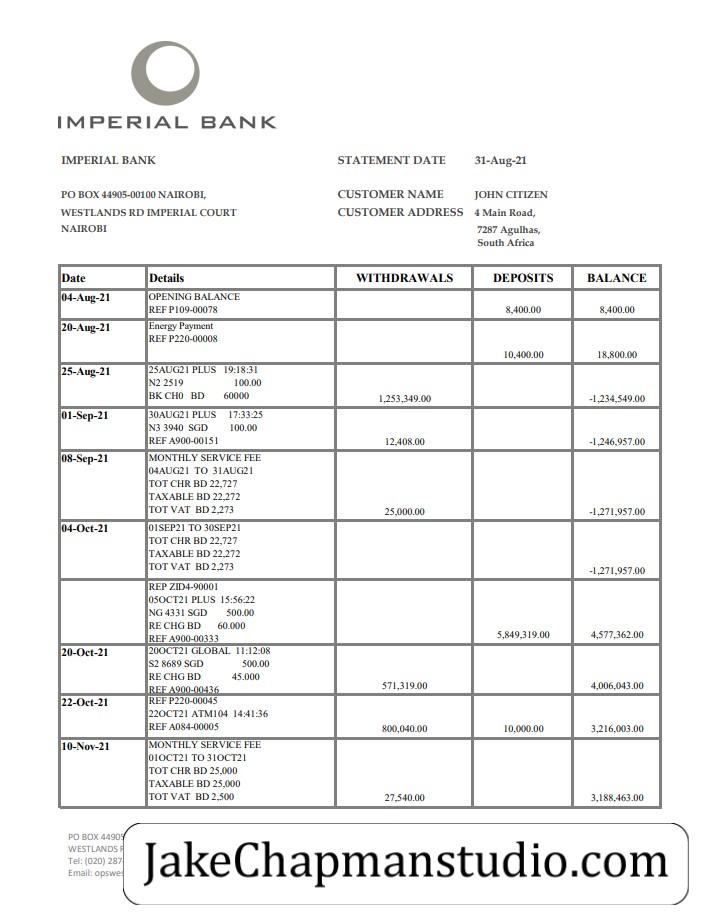 IMPERIAL BANK
IMPERIAL BANK STATEMENT DATE 31-Aug-21
PO BOX 44905-00100 NAIROBI, CUSTOMER NAME JOHN CITIZEN
WESTLANDS RD IMPERIAL COURT CUSTOMER ADDRESS 4 Main Road,
NAIROBI 7287 Agulhas,
South Africa
Date Details WITHDRAWALS DEPOSITS BALANCE
04-Aug-21 OPENING BALANCE
REF P109-00078 8,400.00 8,400.00
20-Aug-21 Energy Payment
REF P220-00008
10,400.00 18,800.00
25-Aug-21 25AUG21 PLUS 19:18:31
N2 2519 100.00
BK CH0 BD 60000 1,253,349.00 -1,234,549.00
01-Sep-21 30AUG21 PLUS 17:33:25
N3 3940 SGD 100.00
REF A900-00151 12,408.00 -1,246,957.00
08-Sep-21 MONTHLY SERVICE FEE
04AUG21 TO 31AUG21
TOT CHR BD 22,727
TAXABLE BD 22,272
TOT VAT BD 2,273 25,000.00 -1,271,957.00
04-Oct-21 01SEP21 TO 30SEP21
TOT CHR BD 22,727
TAXABLE BD 22,272
TOT VAT BD 2,273 -1,271,957.00
REP ZID4-90001
05OCT21 PLUS 15:56:22
NG 4331 SGD 500.00
RE CHG BD 60.000
REF A900-00333 5,849,319.00 4,577,362.00
20-Oct-21 20OCT21 GLOBAL 11:12:08
S2 8689 SGD 500.00
RE CHG BD 45.000
REF A900-00436 571,319.00 4,006,043.00
22-Oct-21 REF P220-00045
22OCT21 ATM104 14:41:36
REF A084-00005 800,040.00 10,000.00 3,216,003.00
10-Nov-21 MONTHLY SERVICE FEE
01OCT21 TO 31OCT21
TOT CHR BD 25,000
TAXABLE BD 25,000
TOT VAT BD 2,500 27,540.00 3,188,463.00
PO BOX 44905
WESTLANDS
Tel: (020) 287
Email: opswes
JakeChapmanstudio.com